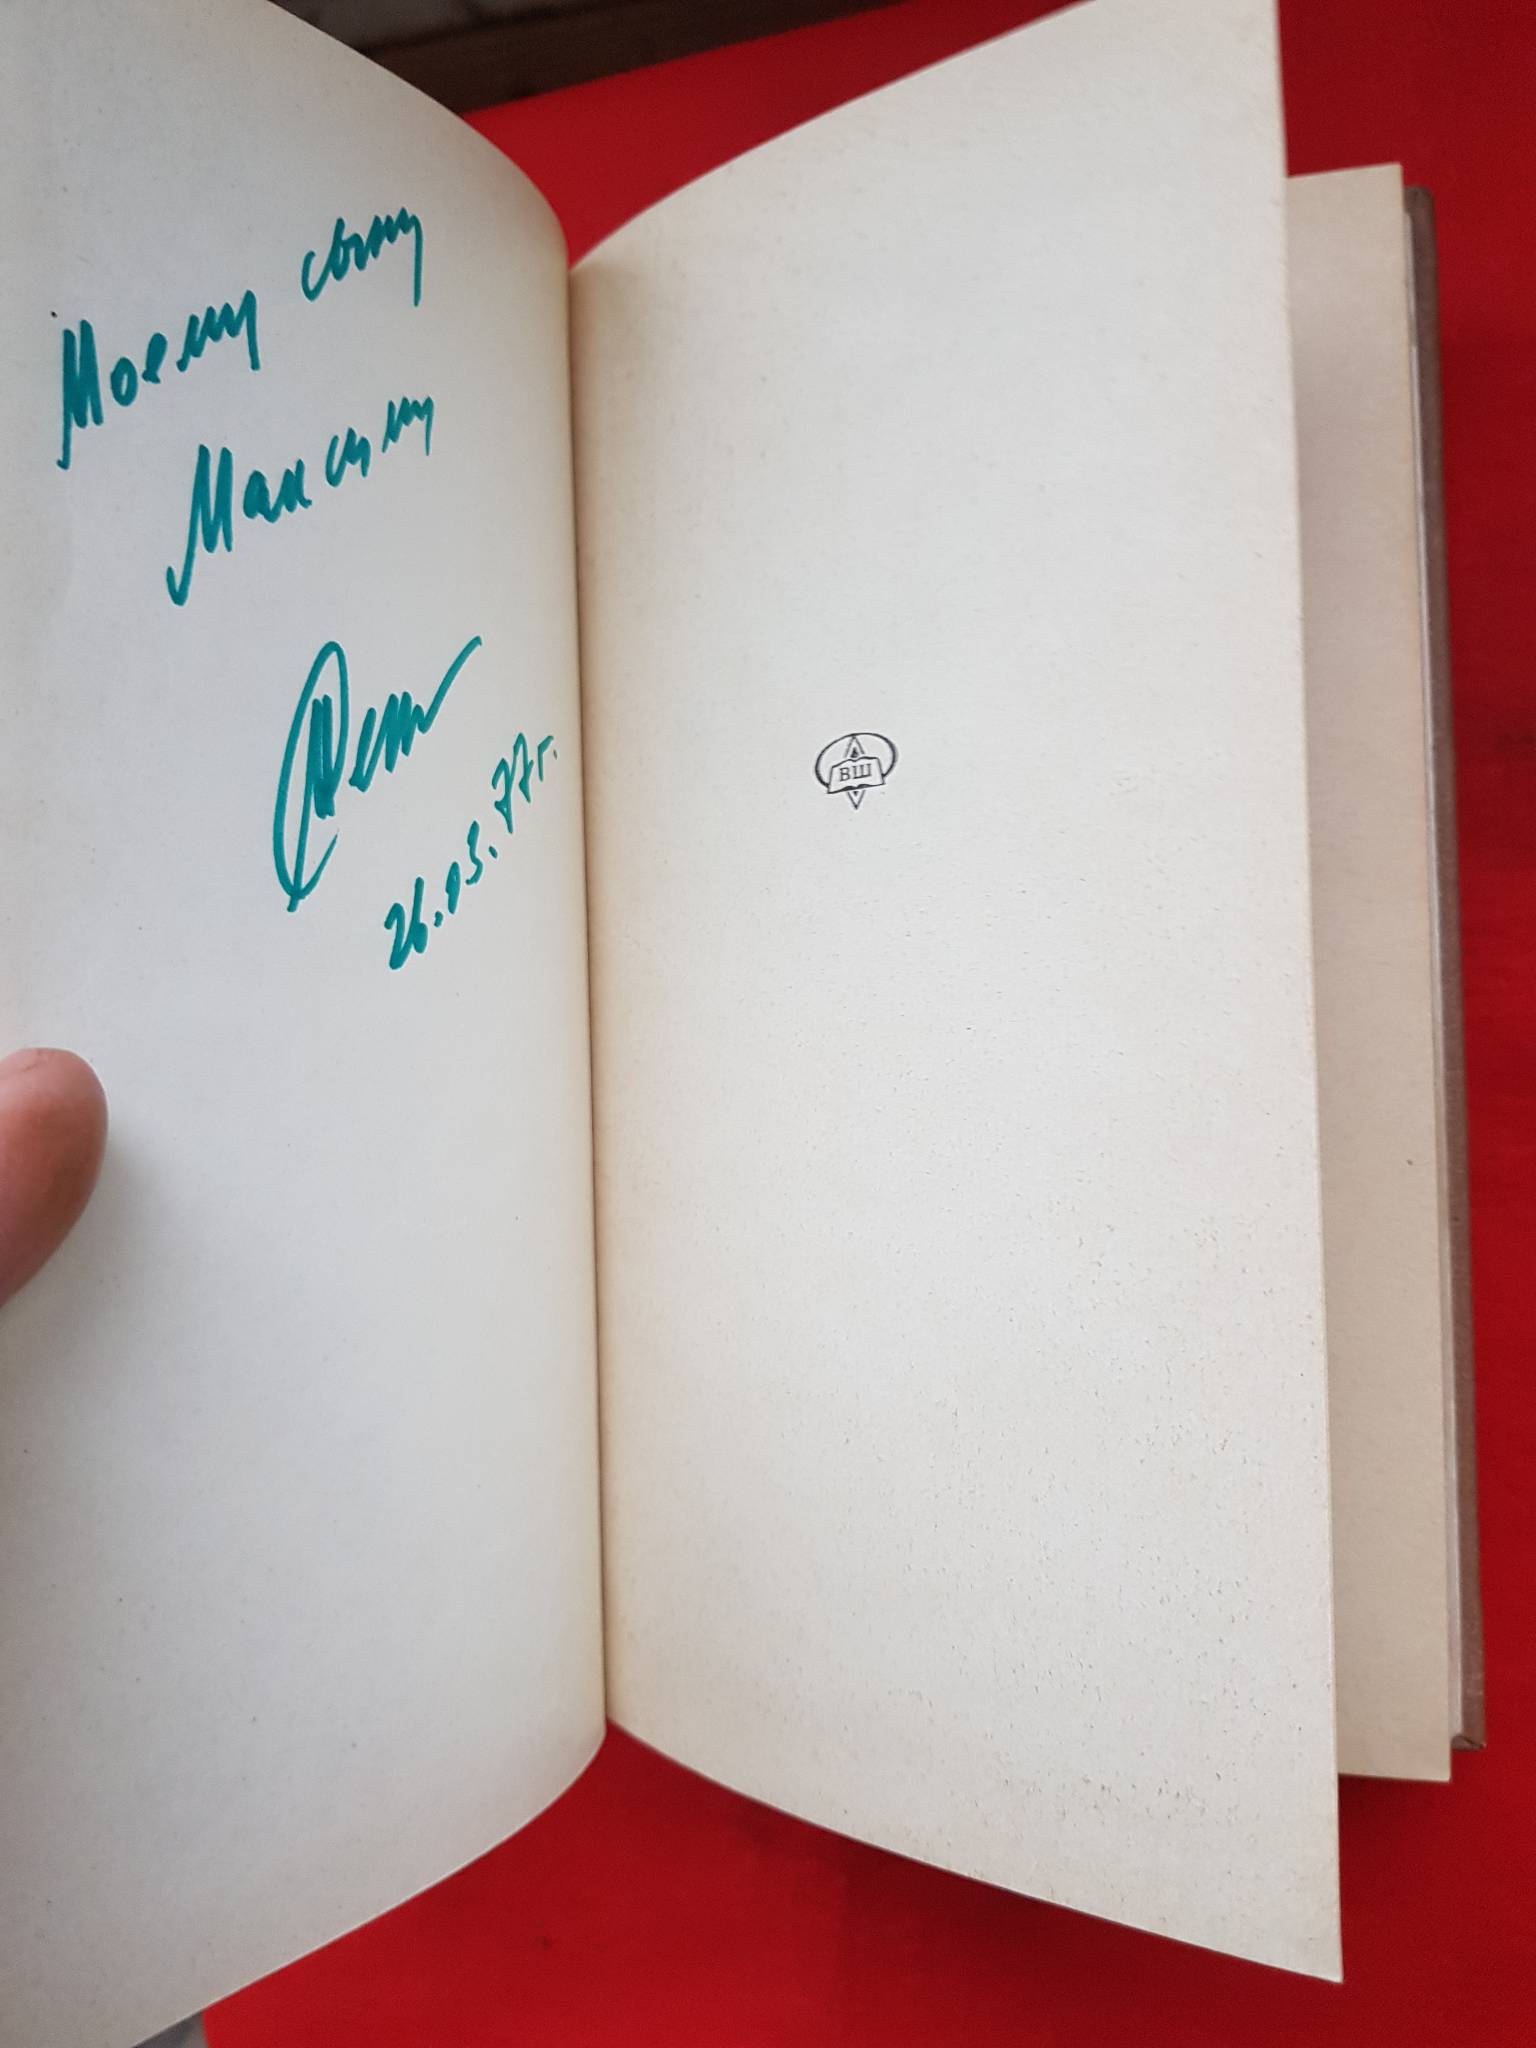 Моему сыну
Максиму
26.03.77г.
ВШ